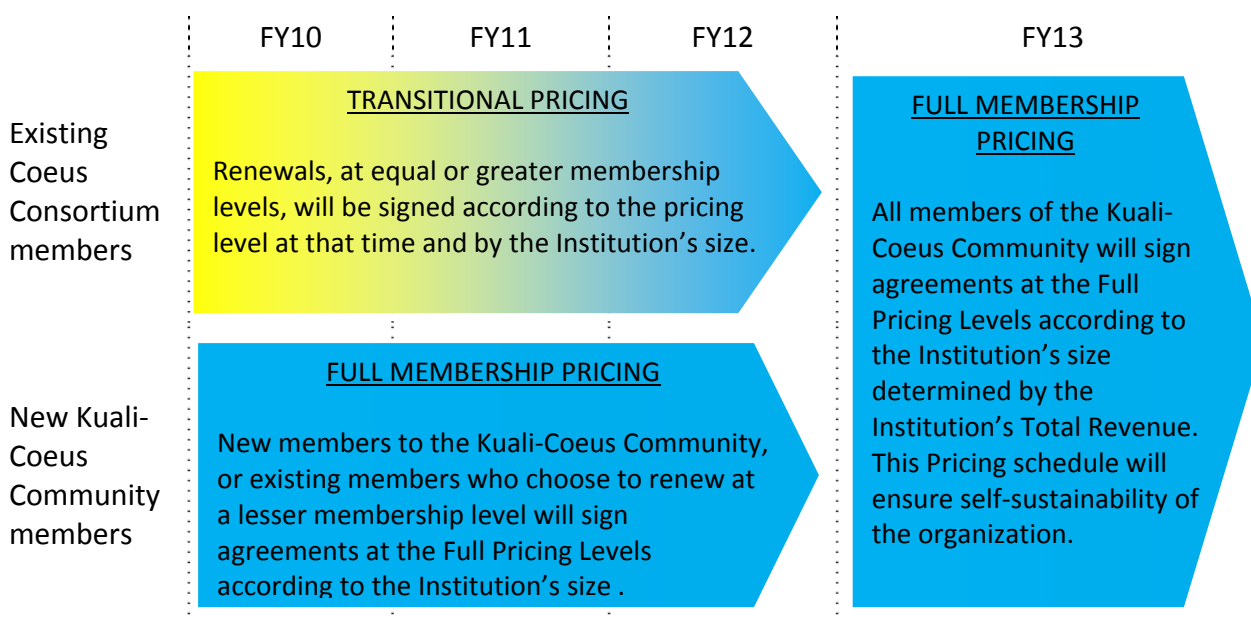 FY10 FY11 FY12 FY13
Existing
Coeus
Consortium
members
TRANSITIONAL PRICING
Renewals, at equal or greater membership
levels, will be signed according to the pricing
level at that time and by the Institution’s size.
New Kuali-
Coeus
Community
members
FULL MEMBERSHIP PRICING
New members to the Kuali-Coeus Community,
or existing members who choose to renew at
a lesser membership level will sign
agreements at the Full Pricing Levels
according to the Institution’s size .
FULL MEMBERSHIP
PRICING
All members of the Kuali-
Coeus Community will sign
agreements at the Full
Pricing Levels according to
the Institution’s size
determined by the
Institution’s Total Revenue.
This Pricing schedule will
ensure self-sustainability of
the organization.